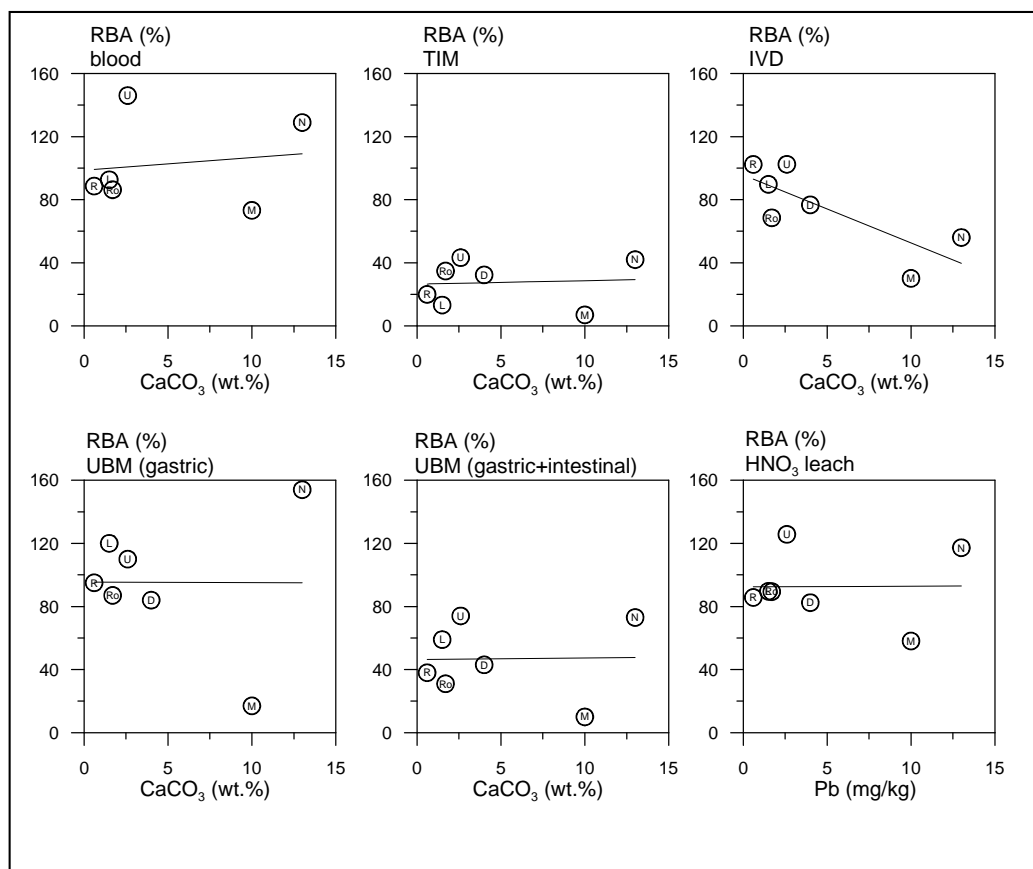 RBA (%)
blood
160
120
80
40
0
U
N
L
R
Ro
M
0 5 10 15
CaCO₃ (wt.%)
RBA (%)
TIM
160
120
80
40
0
U
N
Ro
D
R
L
M
0 5 10 15
CaCO₃ (wt.%)
RBA (%)
IVD
160
120
80
40
0
R
U
L
D
Ro
N
M
0 5 10 15
CaCO₃ (wt.%)
RBA (%)
UBM (gastric)
160
120
80
40
0
N
L
U
R
Ro
D
M
0 5 10 15
CaCO₃ (wt.%)
RBA (%)
UBM (gastric+intestinal)
160
120
80
40
0
U
N
L
D
R
Ro
M
0 5 10 15
CaCO₃ (wt.%)
RBA (%)
HNO₃ leach
160
120
80
40
0
U
N
Ro
R
D
M
0 5 10 15
Pb (mg/kg)